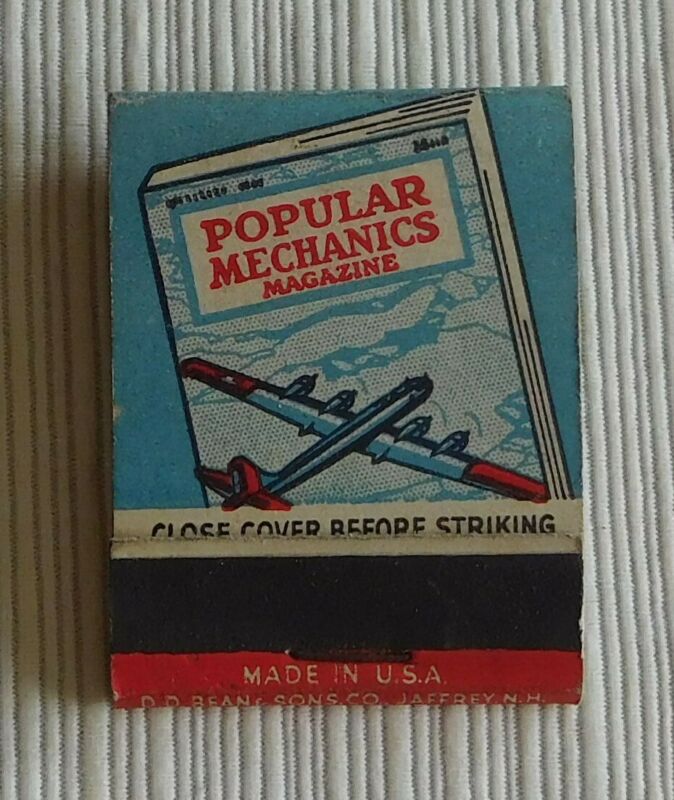 POPULAR
MECHANICS
MAGAZINE
CLOSE COVER BEFORE STRIKING
MADE IN U.S.A.
D.D. BEAN & SONS CO., JAFFREY, N.H.